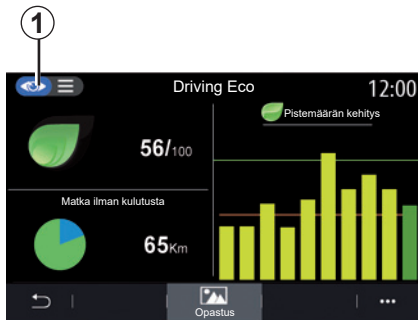 1
Driving Eco
12:00
Pistemäärän kehitys
56/100
Matka ilman kulutusta
65Km
Opastus